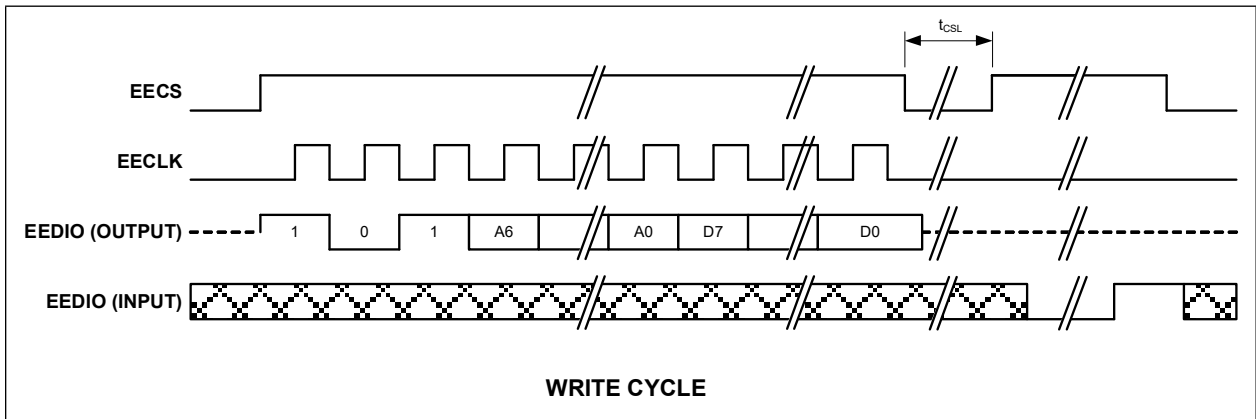 tCSL
EECS
EECLK
EEDIO (OUTPUT) 1 0 1 A6 A0 D7 D0
EEDIO (INPUT)
WRITE CYCLE